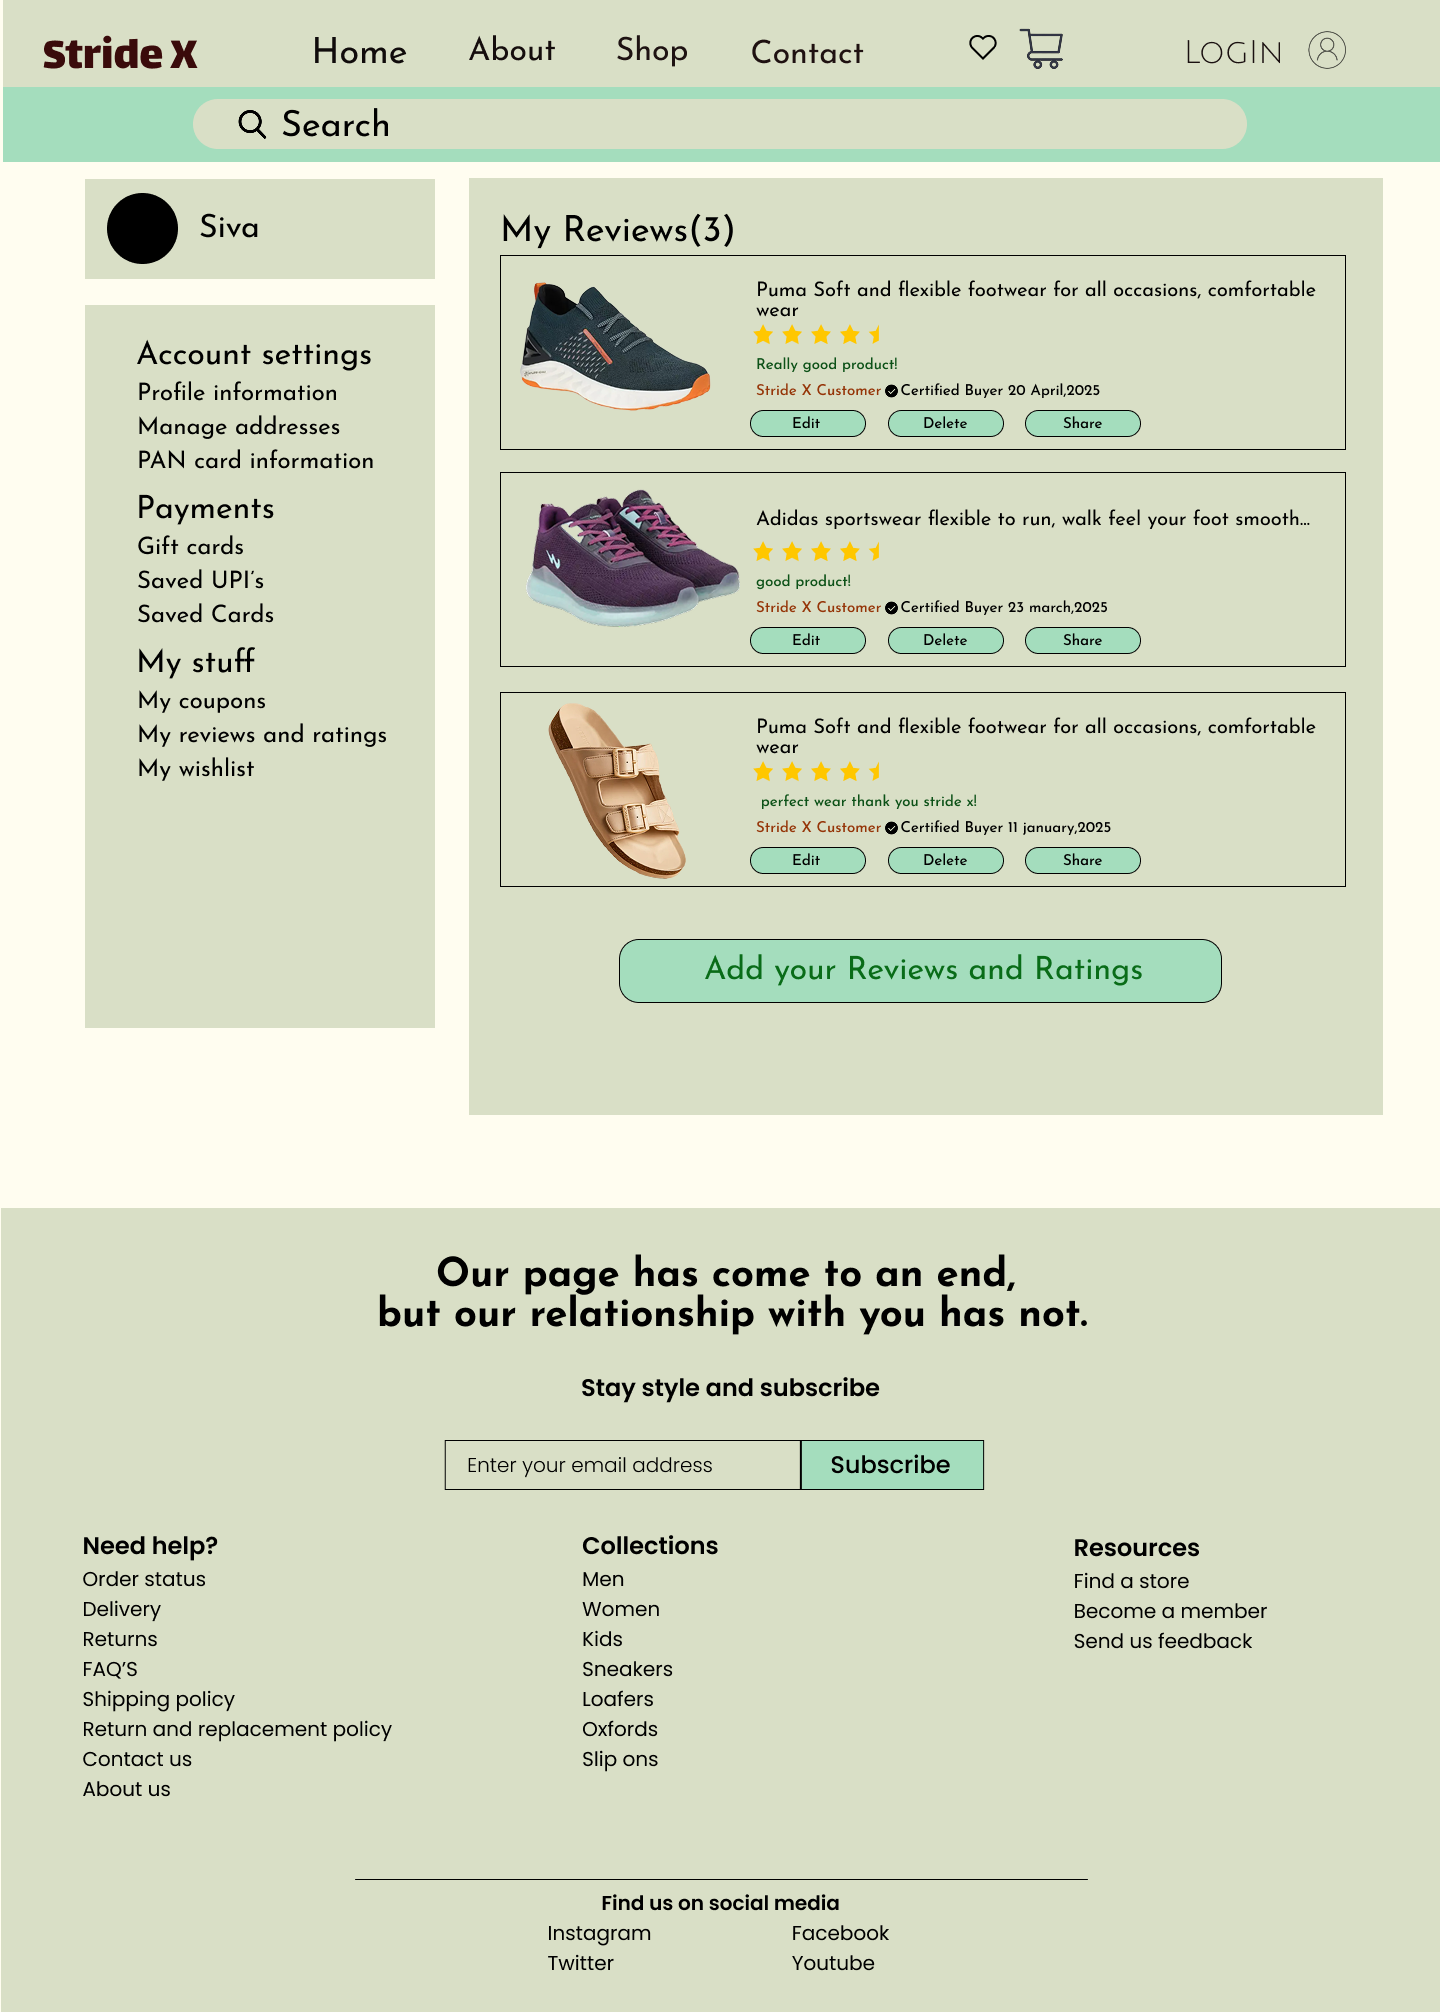 Stride X
Home
About
Shop
Contact
LOGIN
Search
Siva
Account settings
Profile information
Manage addresses
PAN card information
Payments
Gift cards
Saved UPI’s
Saved Cards
My stuff
My coupons
My reviews and ratings
My wishlist
My Reviews(3)
Puma Soft and flexible footwear for all occasions, comfortable
wear
Really good product!
Stride X Customer Certified Buyer 20 April,2025
Edit
Delete
Share
Adidas sportswear flexible to run, walk feel your foot smooth...
good product!
Stride X Customer Certified Buyer 23 march,2025
Edit
Delete
Share
Puma Soft and flexible footwear for all occasions, comfortable
wear
perfect wear thank you stride x!
Stride X Customer Certified Buyer 11 january,2025
Edit
Delete
Share
Add your Reviews and Ratings
Our page has come to an end,
but our relationship with you has not.
Stay style and subscribe
Enter your email address
Subscribe
Need help?
Order status
Delivery
Returns
FAQ’S
Shipping policy
Return and replacement policy
Contact us
About us
Collections
Men
Women
Kids
Sneakers
Loafers
Oxfords
Slip ons
Resources
Find a store
Become a member
Send us feedback
Find us on social media
Instagram
Facebook
Twitter
Youtube